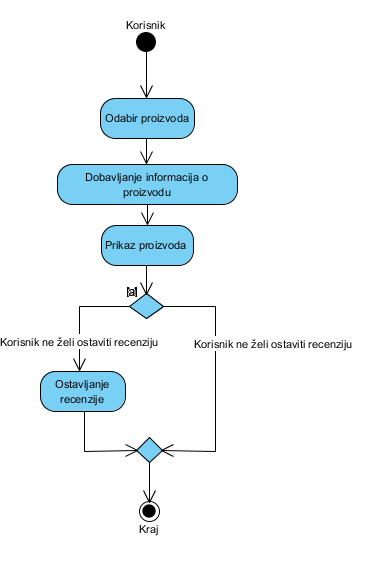 Korisnik
Odabir proizvoda
Dobavljanje informacija o
proizvodu
Prikaz proizvoda
[a]
Korisnik ne želi ostaviti recenziju
Korisnik ne želi ostaviti recenziju
Ostavljanje
recenzije
Kraj